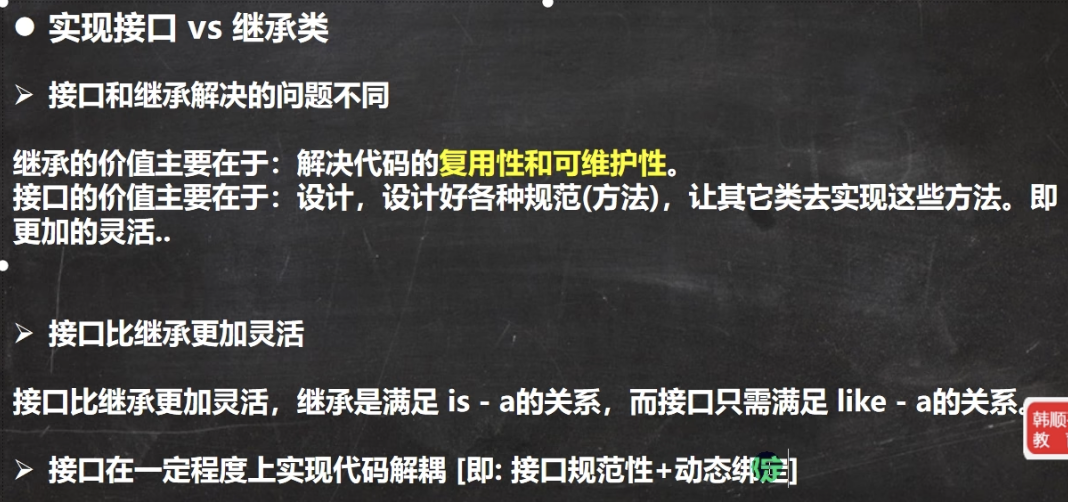 ● 实现接口 vs 继承类
➢ 接口和继承解决的问题不同
继承的价值主要在于：解决代码的复用性和可维护性。
接口的价值主要在于：设计，设计好各种规范(方法)，让其它类去实现这些方法。即
更加的灵活..
➢ 接口比继承更加灵活
接口比继承更加灵活，继承是满足 is - a的关系，而接口只需满足 like - a的关系。
韩顺
教 育
➢ 接口在一定程度上实现代码解耦 [即: 接口规范性+动态绑定]